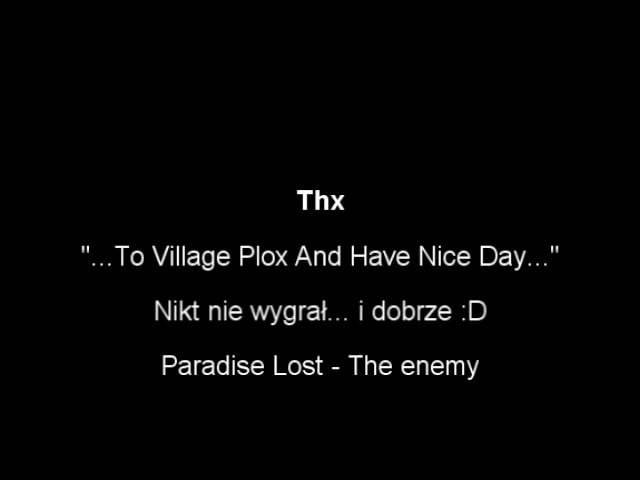 Thx
"...To Village Plox And Have Nice Day..."
Nikt nie wygrał... i dobrze :D
Paradise Lost - The enemy